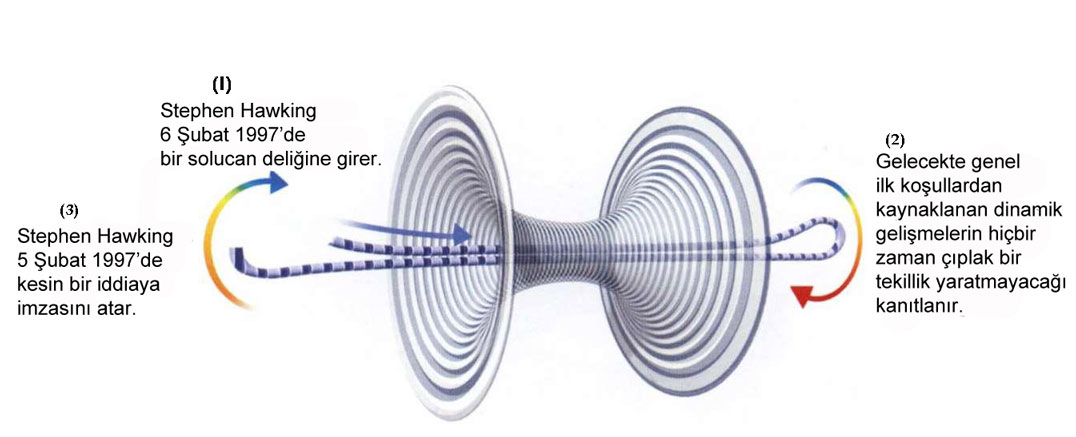 (I)
Stephen Hawking
6 Şubat 1997’de
bir solucan deliğine girer.
(2)
Gelecekte genel
ilk koşullardan
kaynaklanan dinamik
gelişmelerin hiçbir
zaman çıplak bir
tekillik yaratmayacağı
kanıtlanır.
(3)
Stephen Hawking
5 Şubat 1997’de
kesin bir iddiaya
imzasını atar.